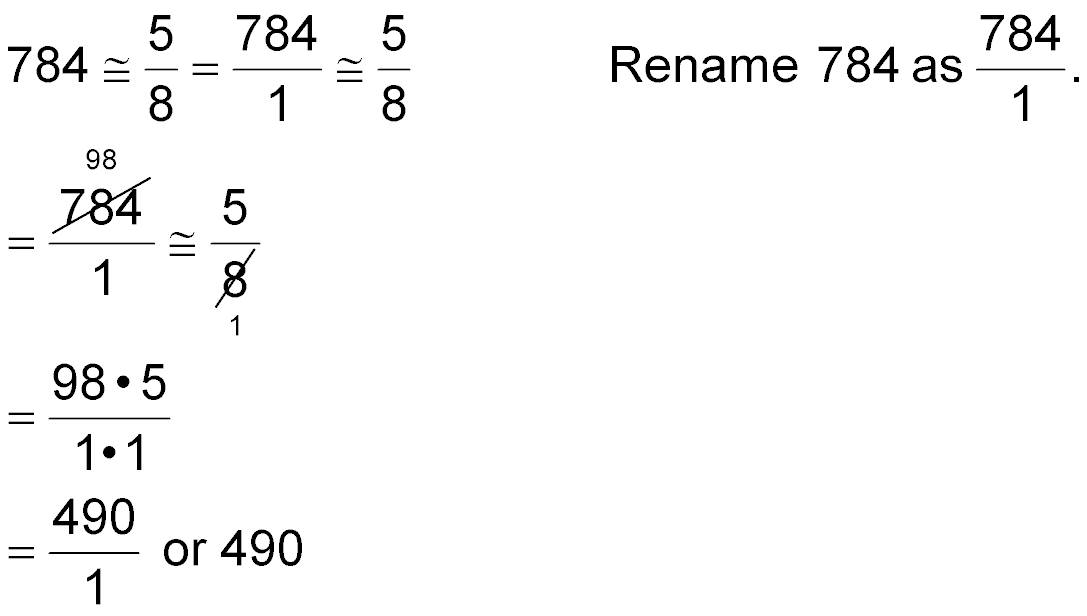 784 ≅ 5/8 = 784/1 ≅ 5/8 Rename 784 as 784/1.
98
= 784/1 ≅ 5/8
1
= 98 • 5/1 • 1
= 490/1 or 490